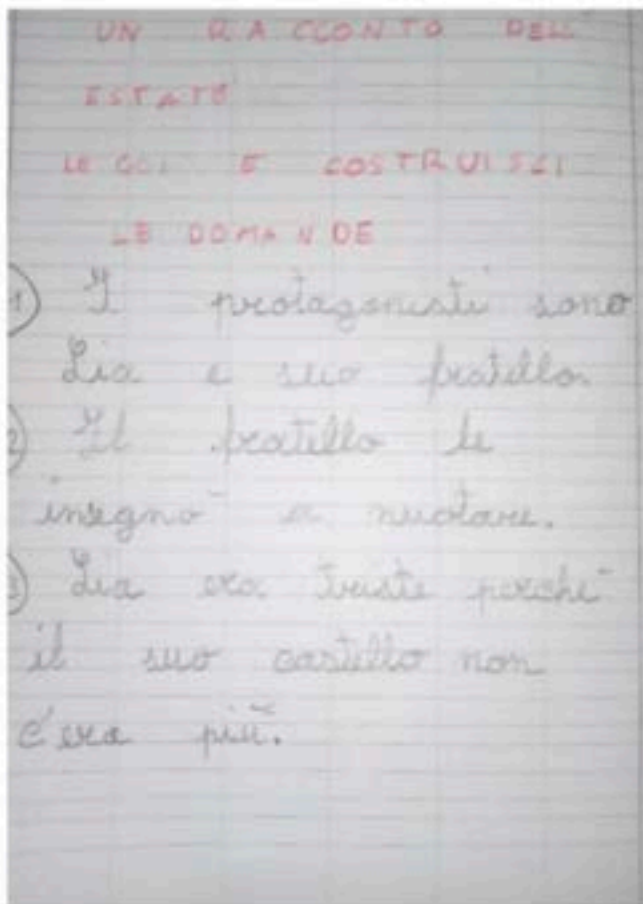 UN RACCONTO DELL'
ESTATE
LEGGI E COSTRUISCI
LE DOMANDE
1) I protagonisti sono
Lia e suo fratello.
2) Il fratello le
insegnò a nuotare.
3) Lia era triste perché
il suo castello non
c'era più.